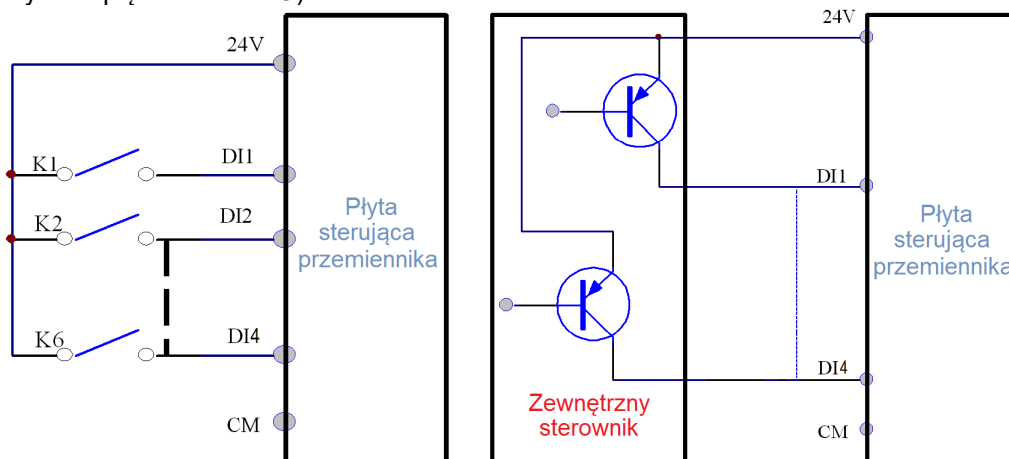 24V
K1
DI1
K2
DI2
K6
DI4
CM
Płyta
sterująca
przemiennika
24V
DI1
DI4
CM
Zewnętrzny
sterownik
Płyta
sterująca
przemiennika